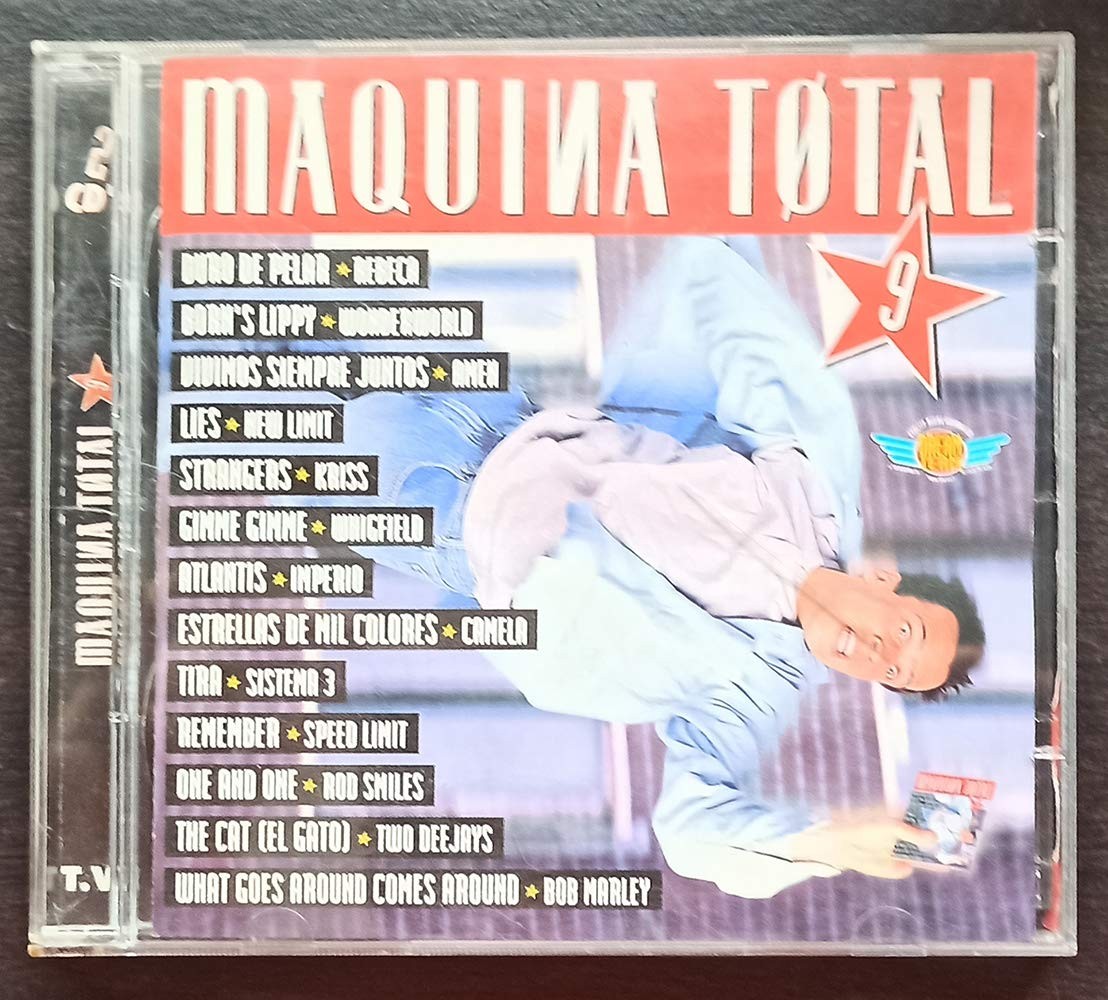 MAQUINA TØTAL
9
DURO DE PELAR ★ REBECA
BORN'S LIPPY ★ WONDERWORLD
VIVIMOS SIEMPRE JUNTOS ★ AMEN
LIES ★ NEW LIMIT
STRANGERS ★ KRISS
GIMME GIMME ★ WHIGFIELD
ATLANTIS ★ IMPERIO
ESTRELLAS DE MIL COLORES ★ CAMELA
TIRA ★ SISTEMA 3
REMEMBER ★ SPEED LIMIT
ONE AND ONE ★ ROD SMILES
THE CAT (EL GATO) ★ TWO DEEJAYS
WHAT GOES AROUND COMES AROUND ★ BOB MARLEY
MAQUINA TØTAL
9
T.V